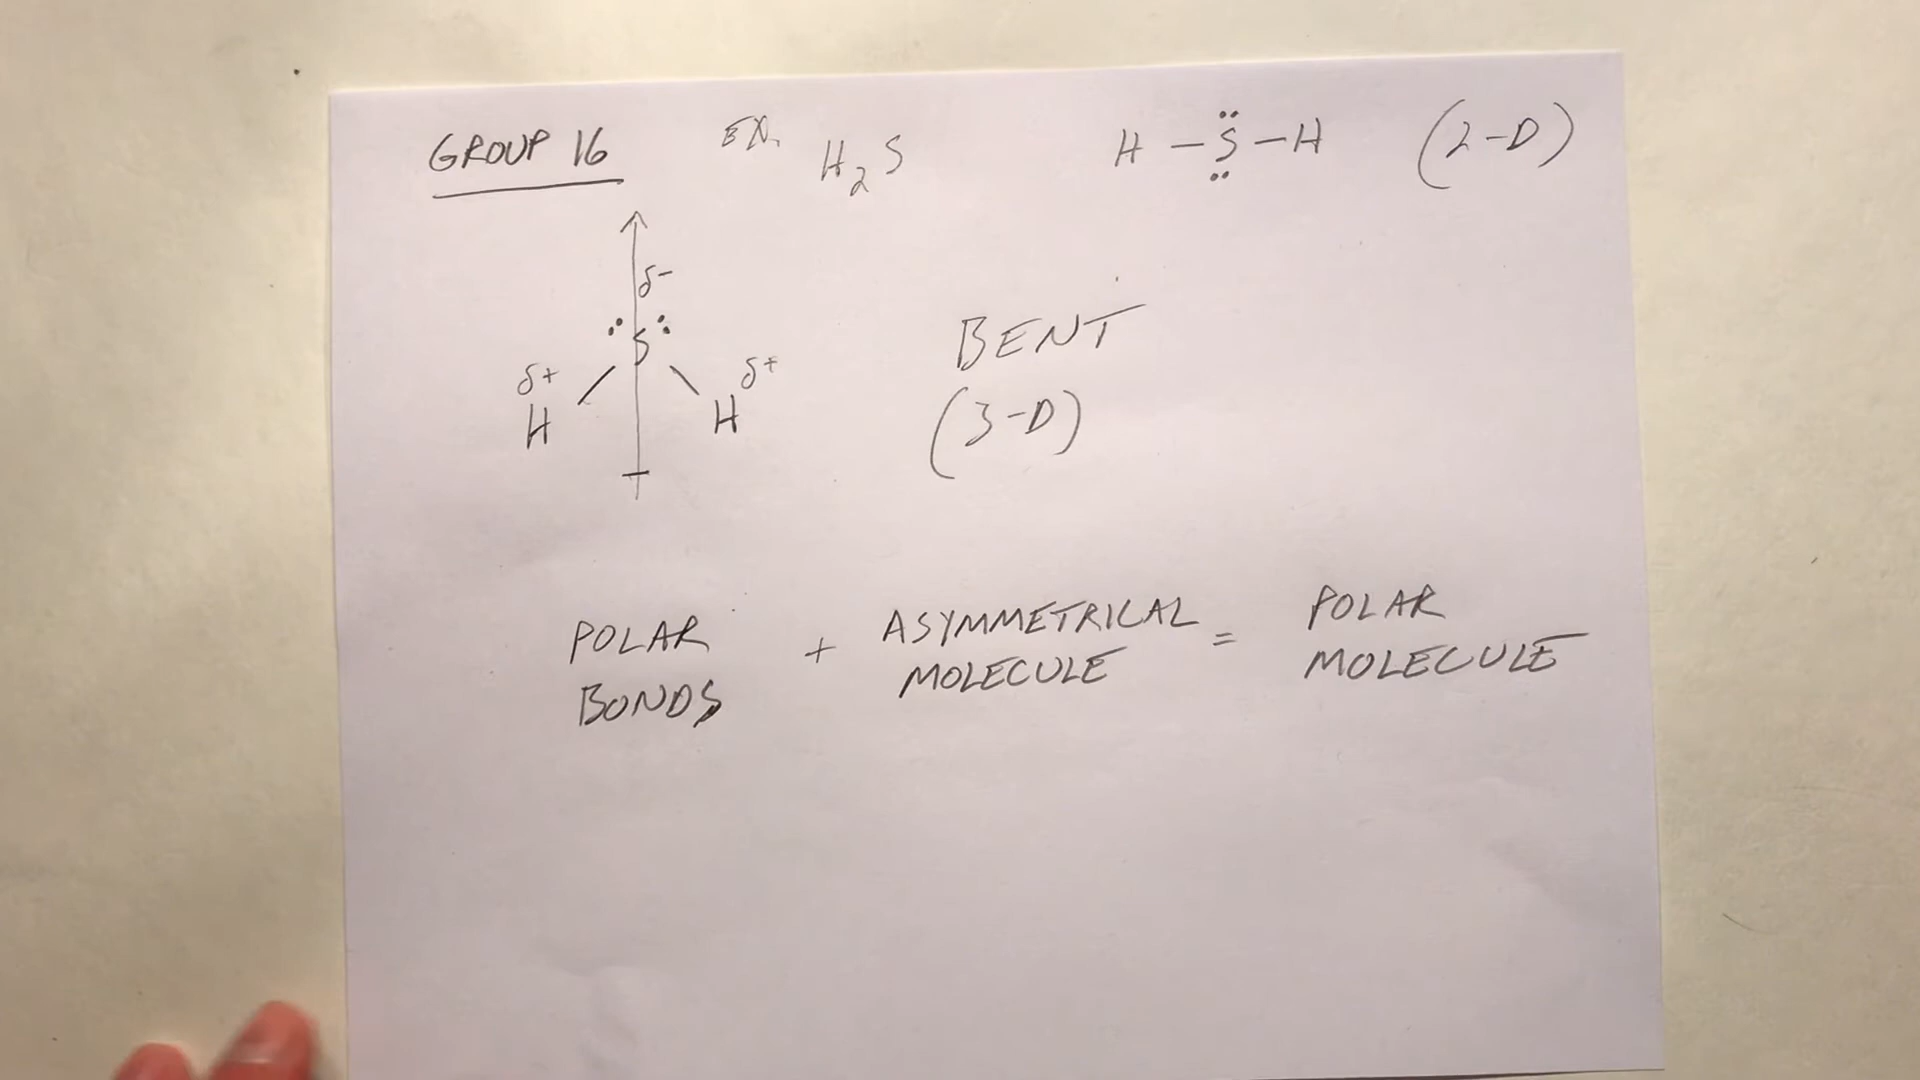 GROUP 16
EX. H₂S
H - S̈ - H (2-D)
δ-
S
δ+ δ+
H H
BENT
(3-D)
POLAR BONDS + ASYMMETRICAL MOLECULE = POLAR MOLECULE